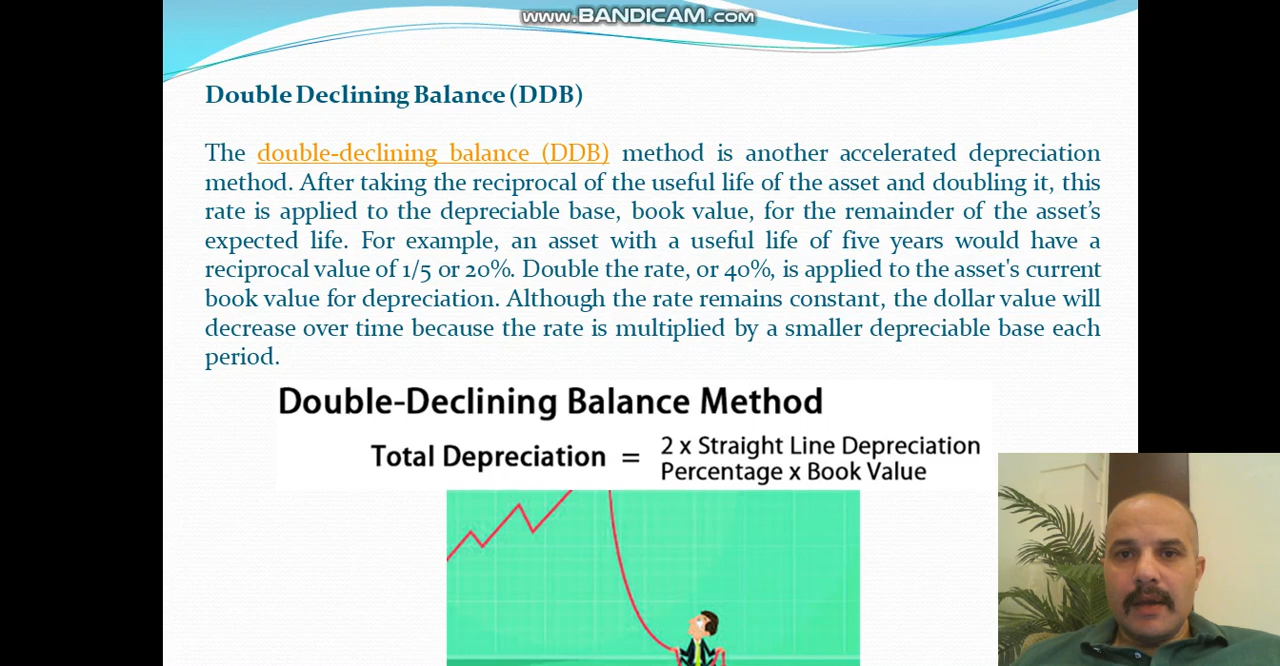 www.BANDICAM.com
Double Declining Balance (DDB)
The double-declining balance (DDB) method is another accelerated depreciation
method. After taking the reciprocal of the useful life of the asset and doubling it, this
rate is applied to the depreciable base, book value, for the remainder of the asset's
expected life. For example, an asset with a useful life of five years would have a
reciprocal value of 1/5 or 20%. Double the rate, or 40%, is applied to the asset's current
book value for depreciation. Although the rate remains constant, the dollar value will
decrease over time because the rate is multiplied by a smaller depreciable base each
period.
Double-Declining Balance Method
Total Depreciation = 2 x Straight Line Depreciation
Percentage x Book Value